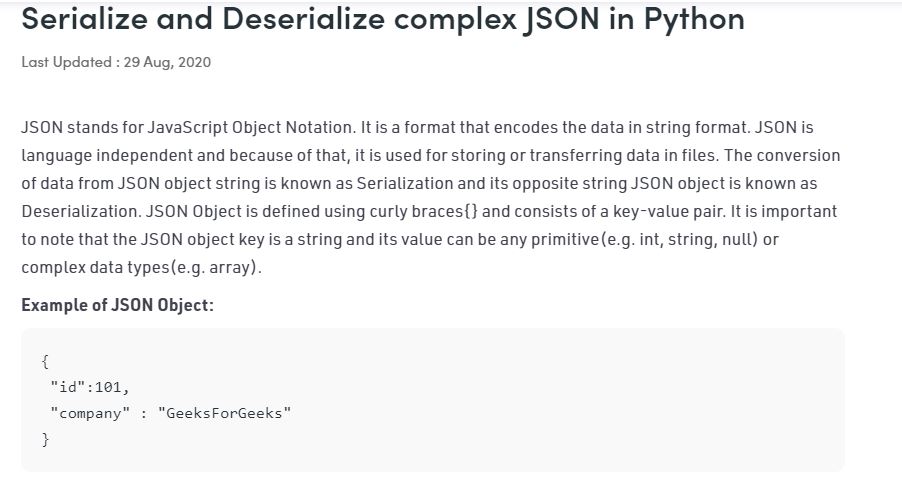 Serialize and Deserialize complex JSON in Python
Last Updated : 29 Aug, 2020
JSON stands for JavaScript Object Notation. It is a format that encodes the data in string format. JSON is
language independent and because of that, it is used for storing or transferring data in files. The conversion
of data from JSON object string is known as Serialization and its opposite string JSON object is known as
Deserialization. JSON Object is defined using curly braces{} and consists of a key-value pair. It is important
to note that the JSON object key is a string and its value can be any primitive(e.g. int, string, null) or
complex data types(e.g. array).
Example of JSON Object:
{
"id":101,
"company" : "GeeksForGeeks"
}